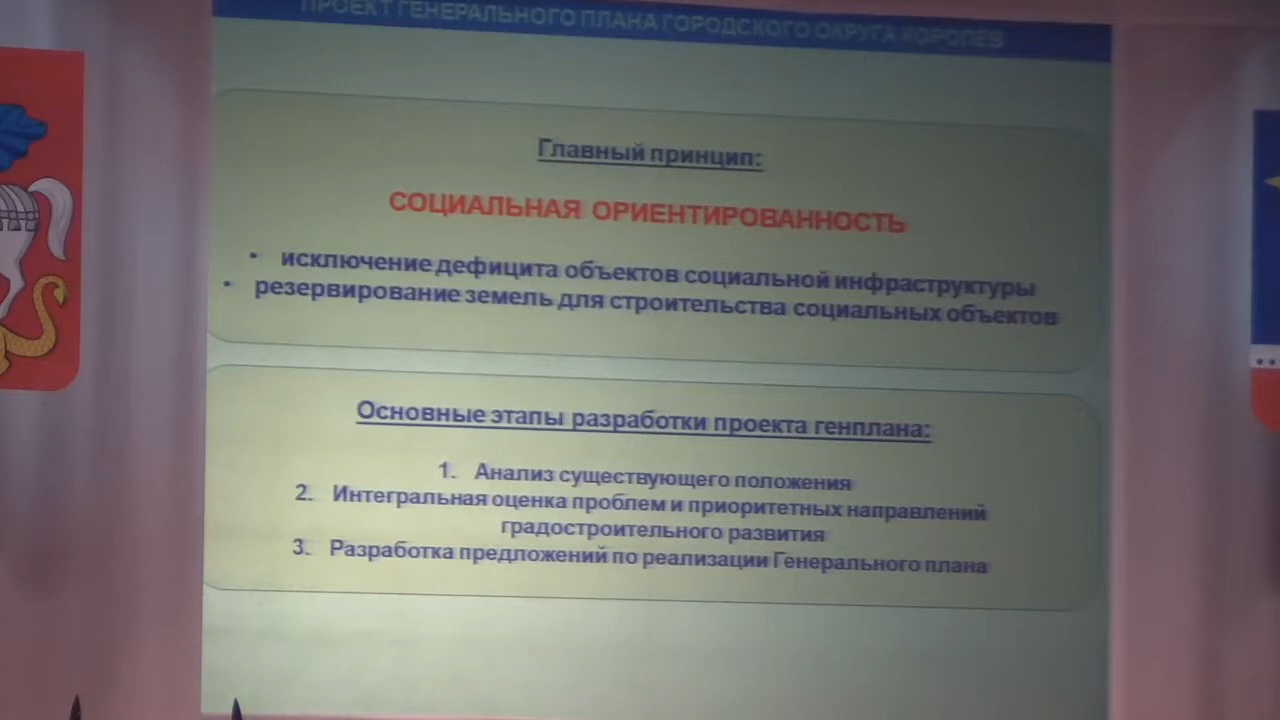 ПРОЕКТ ГЕНЕРАЛЬНОГО ПЛАНА ГОРОДСКОГО ОКРУГА КОРОЛЁВ
Главный принцип:
СОЦИАЛЬНАЯ ОРИЕНТИРОВАННОСТЬ
• исключение дефицита объектов социальной инфраструктуры
• резервирование земель для строительства социальных объектов
Основные этапы разработки проекта генплана:
1. Анализ существующего положения
2. Интегральная оценка проблем и приоритетных направлений
градостроительного развития
3. Разработка предложений по реализации Генерального плана